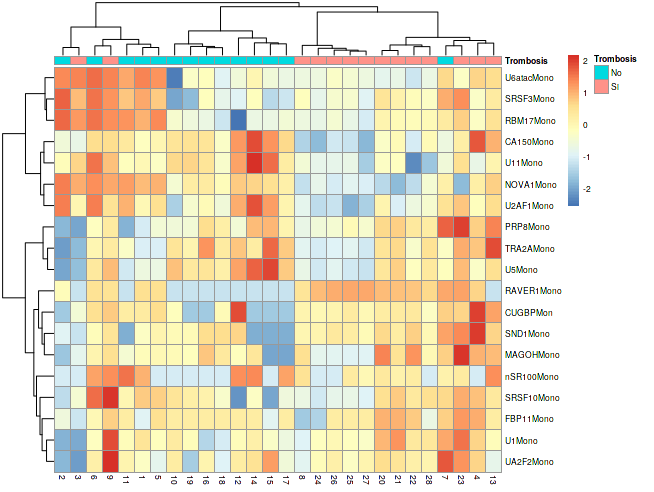 Trombosis
U6atacMono
SRSF3Mono
RBM17Mono
CA150Mono
U11Mono
NOVA1Mono
U2AF1Mono
PRP8Mono
TRA2AMono
U5Mono
RAVER1Mono
CUGBPMon
SND1Mono
MAGOHMono
nSR100Mono
SRSF10Mono
FBP11Mono
U1Mono
UA2F2Mono
2 3 6 9 11 1 5 10 19 16 18 12 14 15 17 8 24 26 25 27 20 21 22 28 7 23 4 13
2
1
0
-1
-2
Trombosis
No
SI